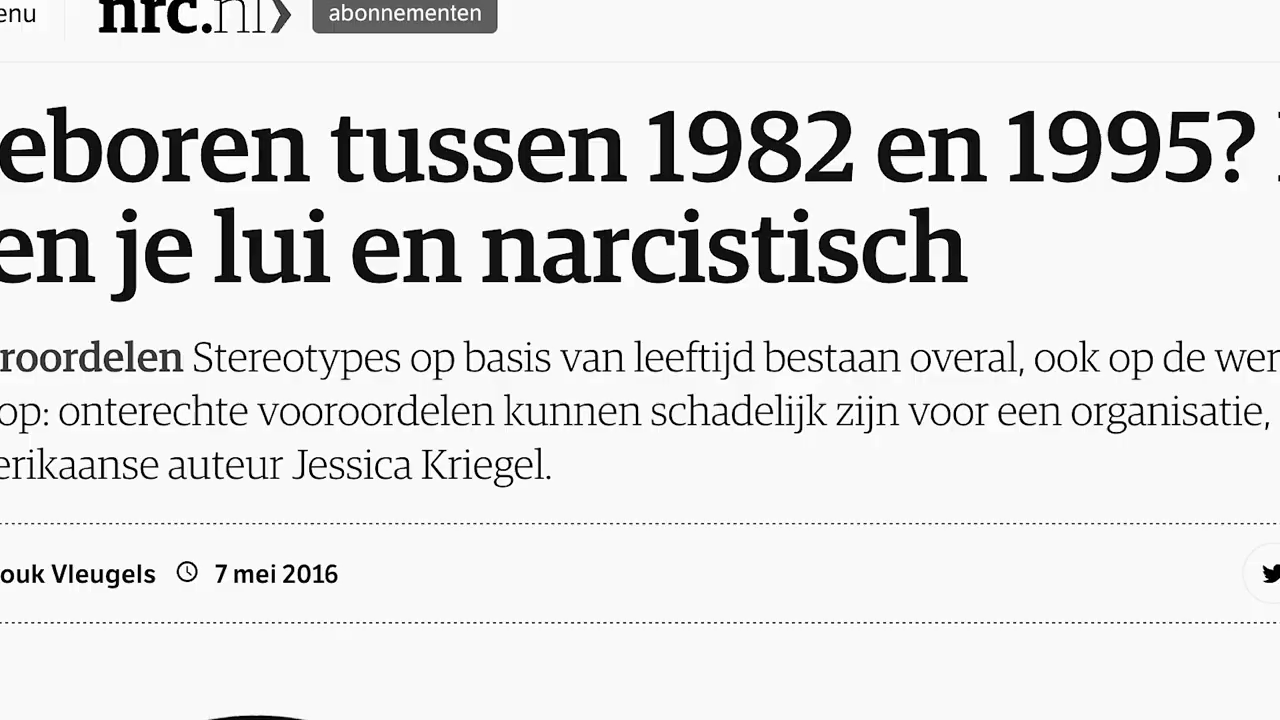 enu nrc.nl abonnementen
eboren tussen 1982 en 1995?
en je lui en narcistisch
roordelen Stereotypes op basis van leeftijd bestaan overal, ook op de wer
op: onterechte vooroordelen kunnen schadelijk zijn voor een organisatie,
erikaanse auteur Jessica Kriegel.
ouk Vleugels 7 mei 2016